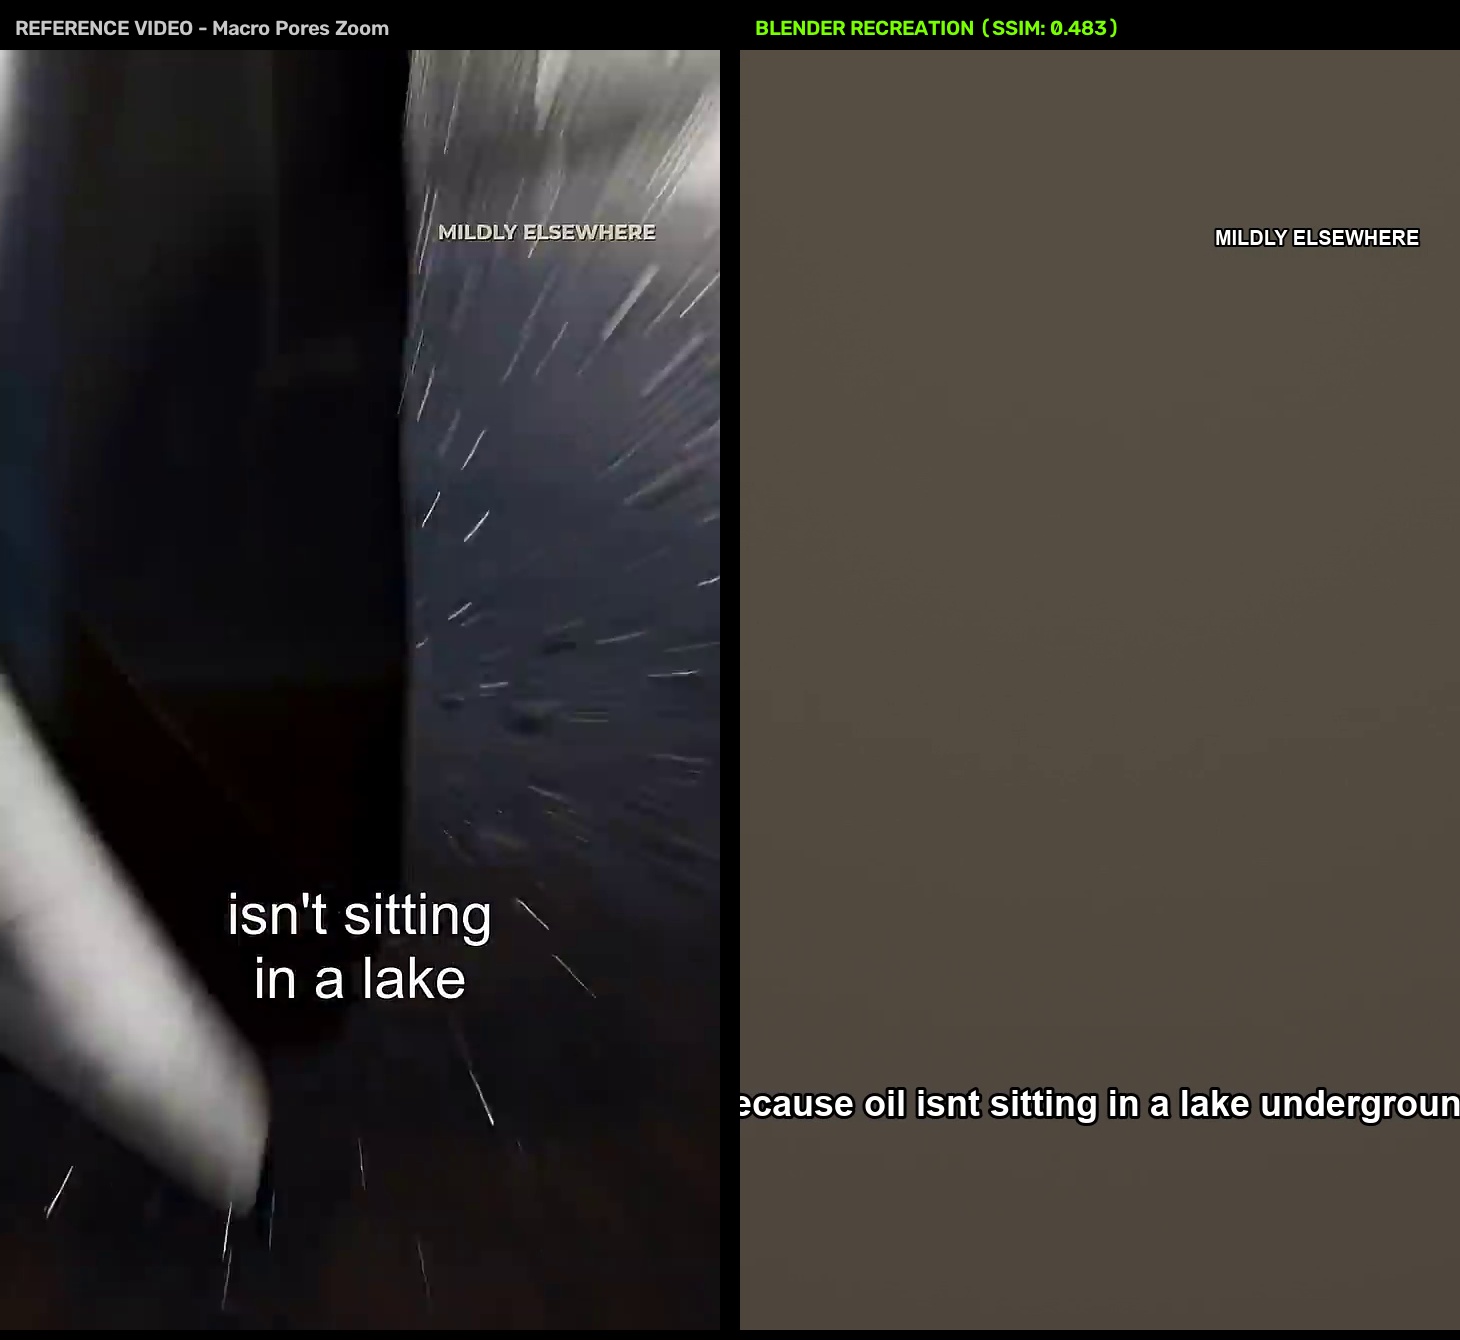 REFERENCE VIDEO - Macro Pores Zoom
BLENDER RECREATION (SSIM: 0.483)
MILDLY ELSEWHERE
MILDLY ELSEWHERE
isn't sitting
in a lake
ecause oil isnt sitting in a lake undergroun